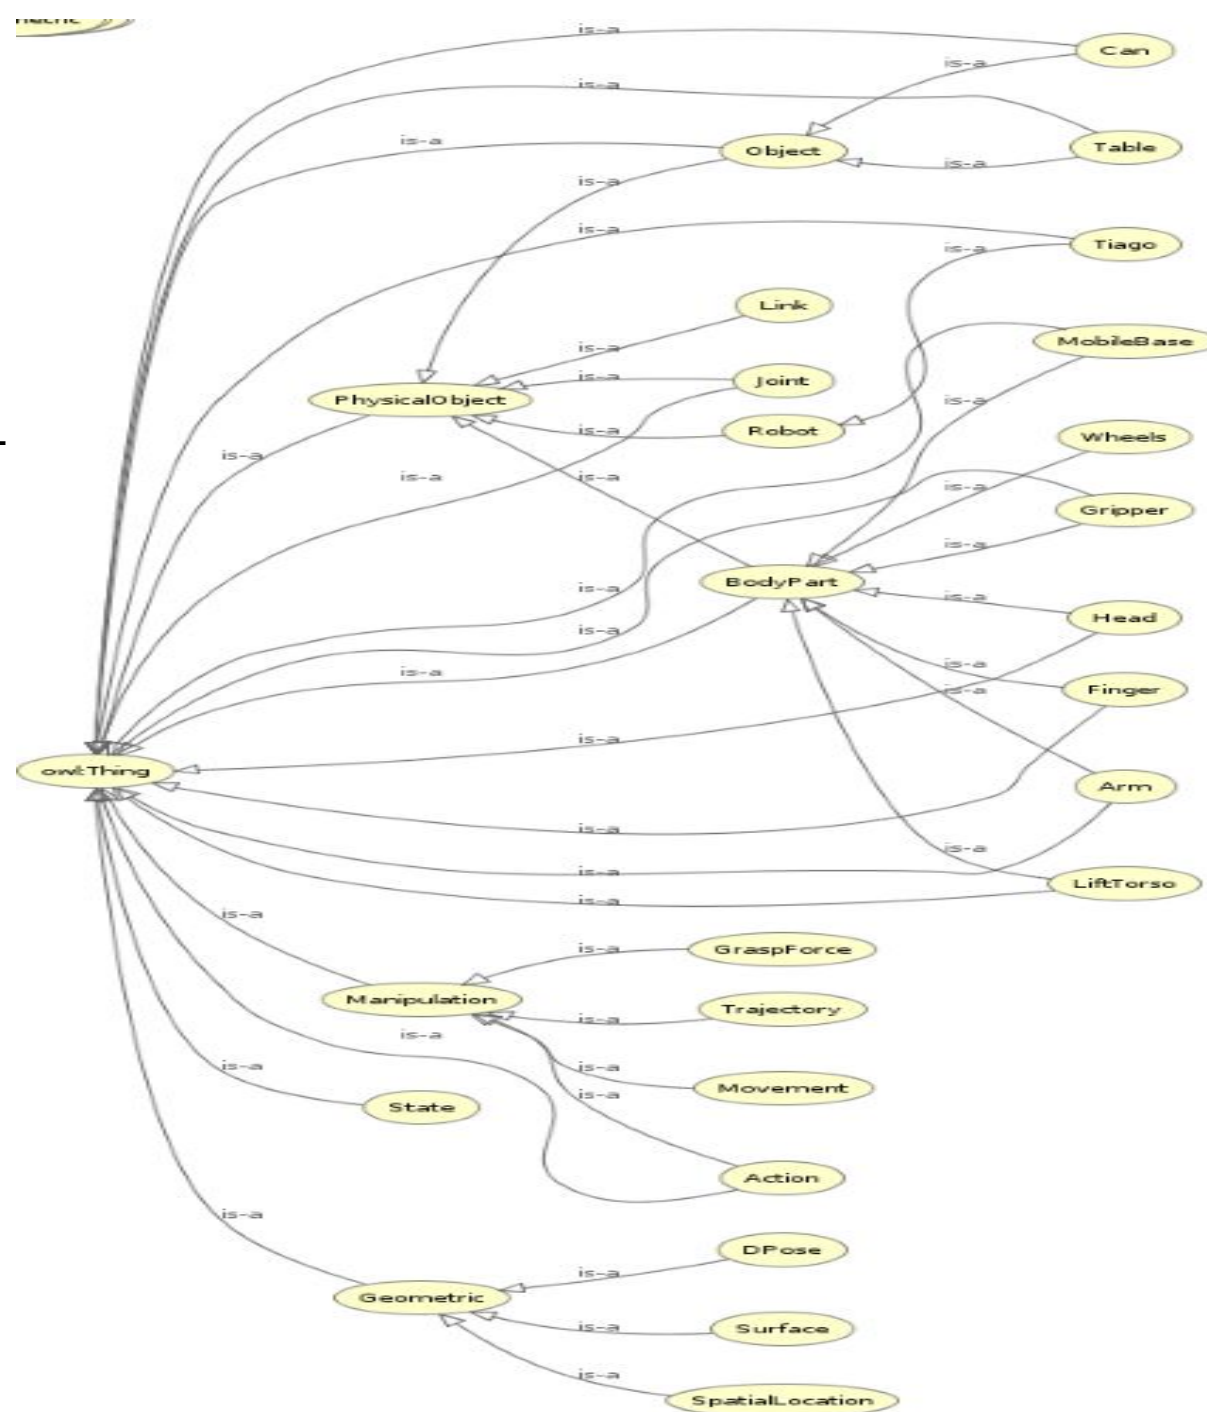 is-a
Can
is-a
is-a
is-a
Object
is-a
Table
is-a
is-a
Tiago
is-a
Link
MobileBase
is-a
is-a
Joint
PhysicalObject
is-a
is-a
Robot
Wheels
is-a
is-a
is-a
is-a
Gripper
is-a
BodyPart
is-a
is-a
Head
is-a
is-a
is-a
Finger
is-a
is-a
owl:Thing
Arm
is-a
is-a
is-a
LiftTorso
is-a
is-a
is-a
GraspForce
Manipulation
Trajectory
is-a
is-a
is-a
is-a
Movement
is-a
State
Action
is-a
DPose
is-a
Geometric
is-a
Surface
is-a
SpatialLocation